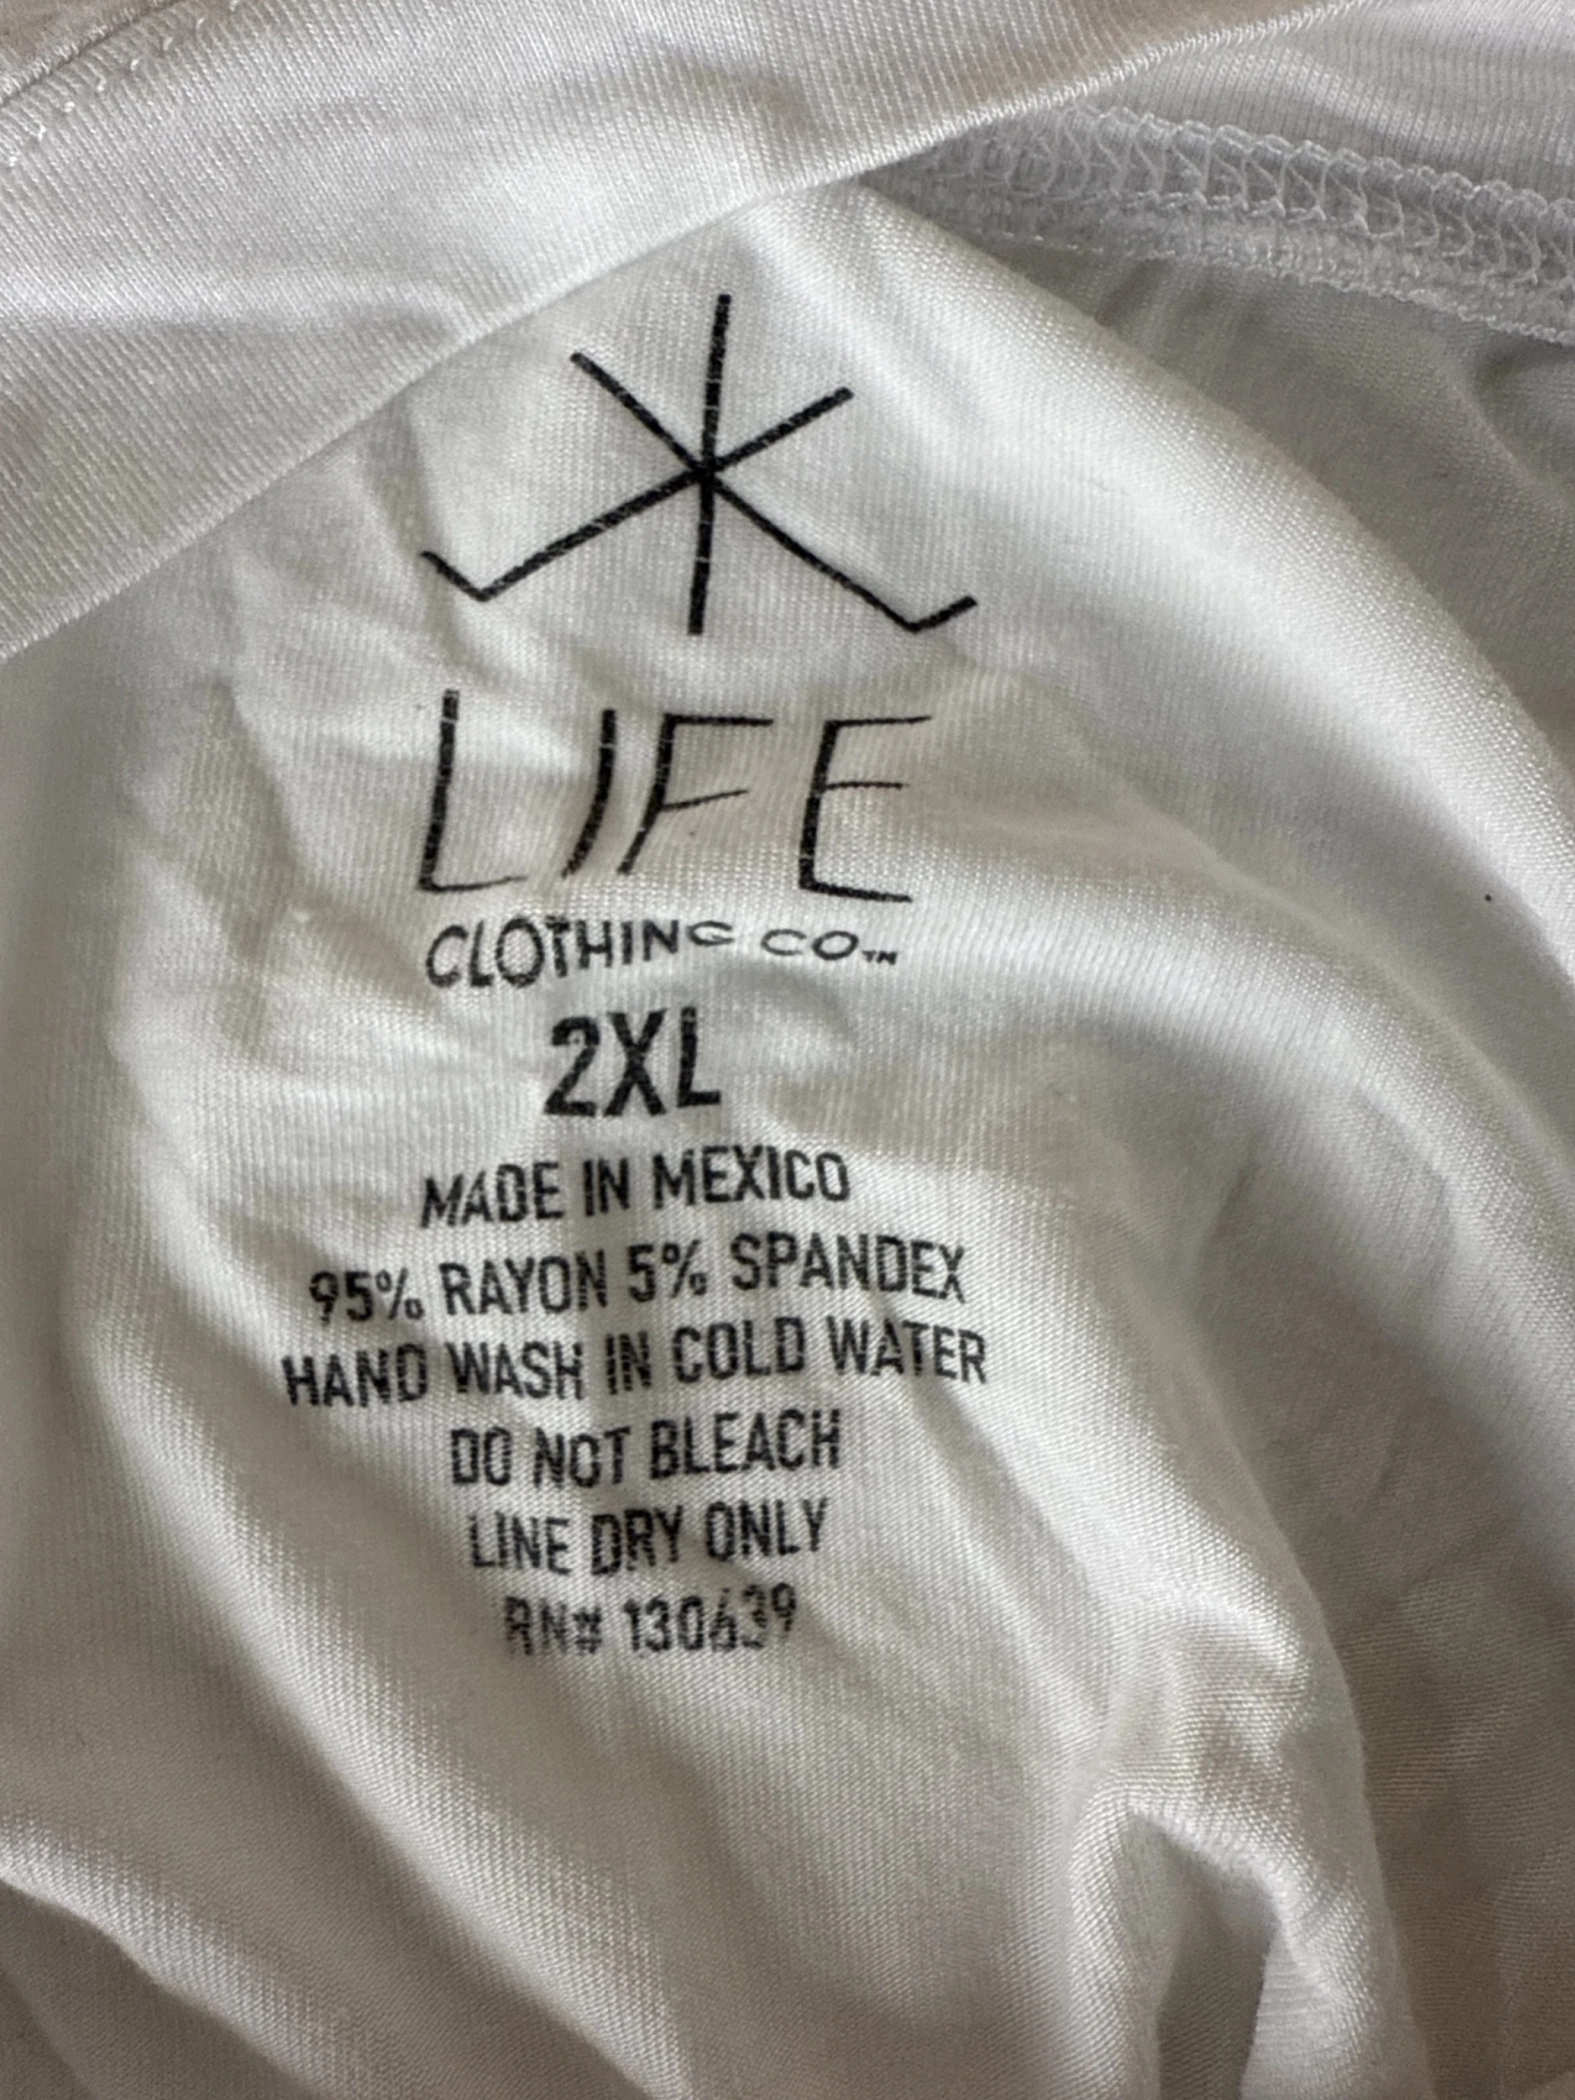 LIFE
CLOTHING CO™
2XL
MADE IN MEXICO
95% RAYON 5% SPANDEX
HAND WASH IN COLD WATER
DO NOT BLEACH
LINE DRY ONLY
RN# 130639